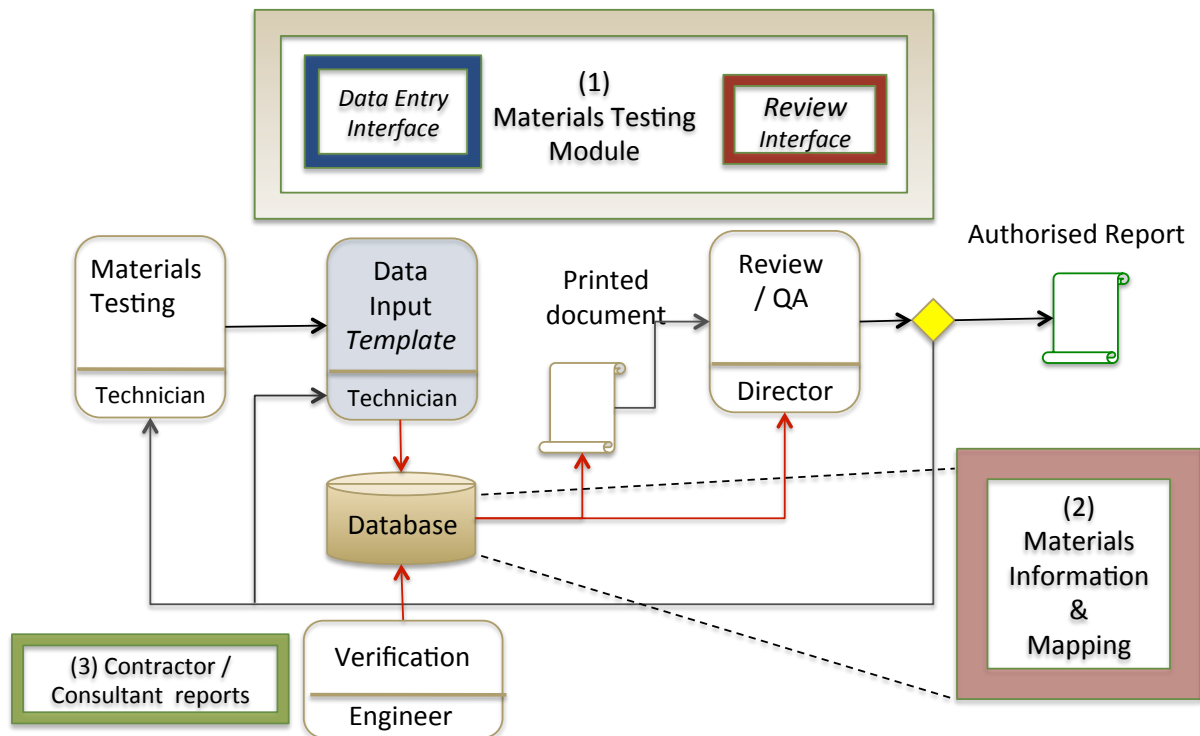 (1)
Materials Testing
Module
Data Entry
Interface
Review
Interface
Materials
Testing
Technician
Data
Input
Template
Technician
Printed
document
Review
/ QA
Director
Authorised Report
Database
(2)
Materials
Information
&
Mapping
(3) Contractor /
Consultant reports
Verification
Engineer